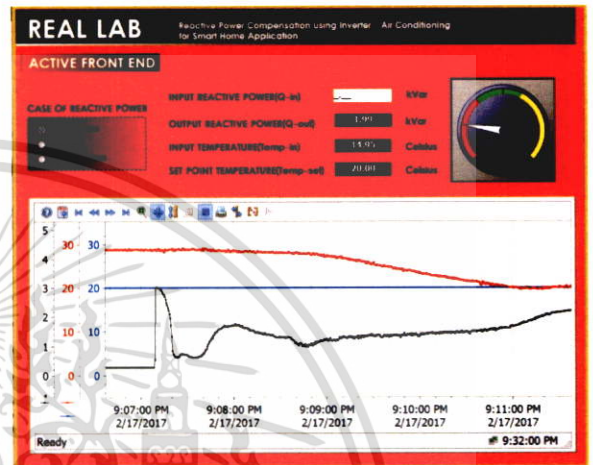 REAL LAB
Reactive Power Compensation using Inverter Air Conditioning
for Smart Home Application
ACTIVE FRONT END
CASE OF REACTIVE POWER
INPUT REACTIVE POWER(Q-in) kVar
OUTPUT REACTIVE POWER(Q-out) 1.99 kVar
INPUT TEMPERATURE(Temp-in) Celsius
SET POINT TEMPERATURE(Temp-set) 20.00 Celsius
5
4 30 30
3 20 20
2
1 10 10
0 0 0
9:07:00 PM 9:08:00 PM 9:09:00 PM 9:10:00 PM 9:11:00 PM
2/17/2017 2/17/2017 2/17/2017 2/17/2017 2/17/2017
Ready 9:32:00 PM